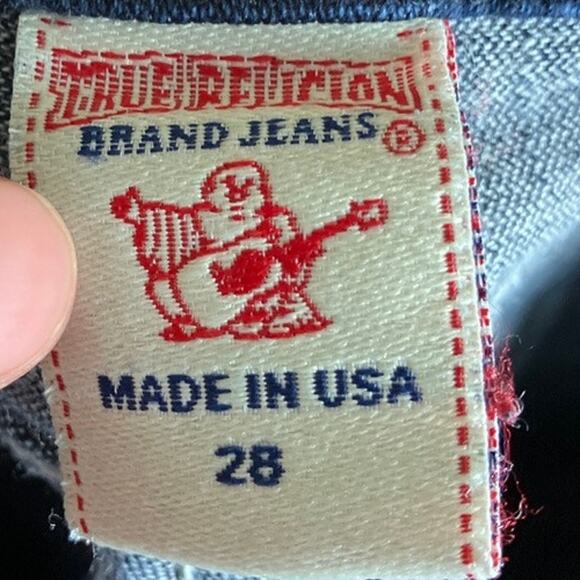 TRUE RELIGION
BRAND JEANS ®
MADE IN USA
28